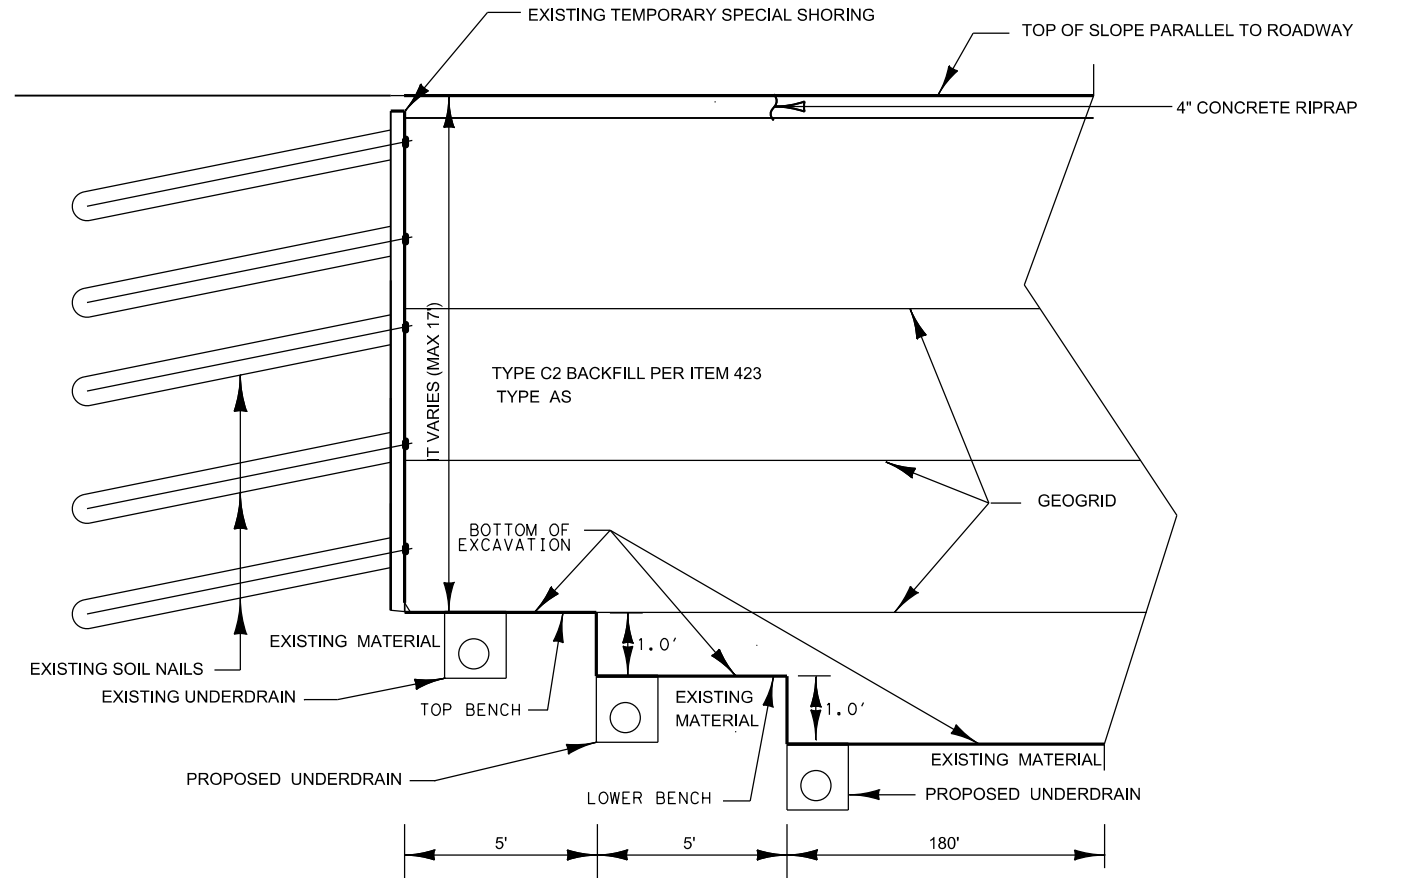 EXISTING TEMPORARY SPECIAL SHORING
TOP OF SLOPE PARALLEL TO ROADWAY
4" CONCRETE RIPRAP
IT VARIES (MAX 17')
TYPE C2 BACKFILL PER ITEM 423
TYPE AS
GEOGRID
BOTTOM OF
EXCAVATION
EXISTING MATERIAL
1.0'
EXISTING SOIL NAILS
EXISTING UNDERDRAIN
TOP BENCH
EXISTING
MATERIAL
1.0'
EXISTING MATERIAL
PROPOSED UNDERDRAIN
LOWER BENCH
PROPOSED UNDERDRAIN
5'
5'
180'